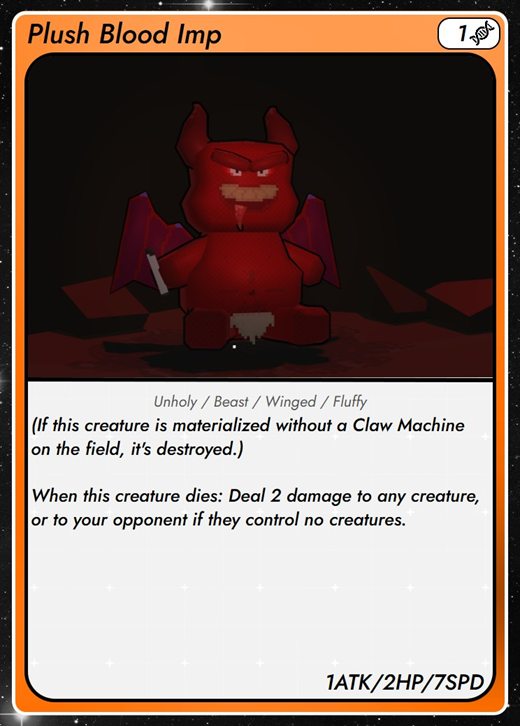 Plush Blood Imp
1
Unholy / Beast / Winged / Fluffy
(If this creature is materialized without a Claw Machine
on the field, it's destroyed.)
When this creature dies: Deal 2 damage to any creature,
or to your opponent if they control no creatures.
1ATK/2HP/7SPD